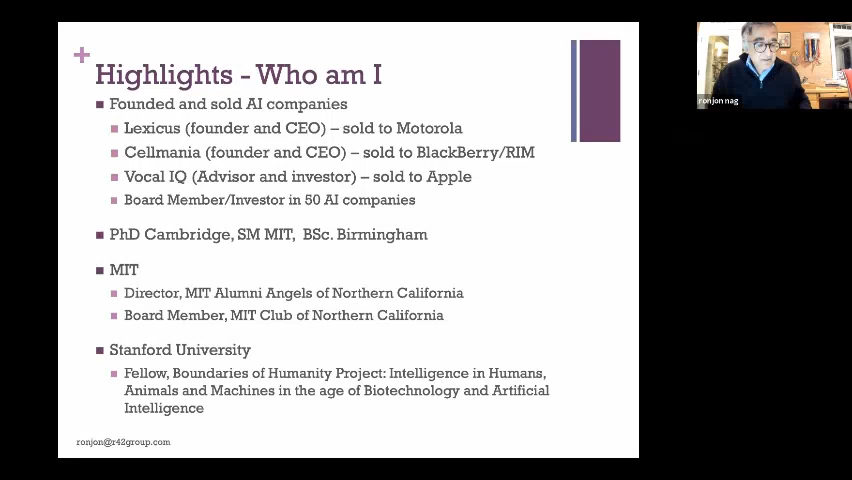 Highlights - Who am I
Founded and sold AI companies
Lexicus (founder and CEO) – sold to Motorola
Cellmania (founder and CEO) – sold to BlackBerry/RIM
Vocal IQ (Advisor and investor) – sold to Apple
Board Member/Investor in 50 AI companies
PhD Cambridge, SM MIT, BSc. Birmingham
MIT
Director, MIT Alumni Angels of Northern California
Board Member, MIT Club of Northern California
Stanford University
Fellow, Boundaries of Humanity Project: Intelligence in Humans,
Animals and Machines in the age of Biotechnology and Artificial
Intelligence
ronjon@r42group.com
ronjon nag